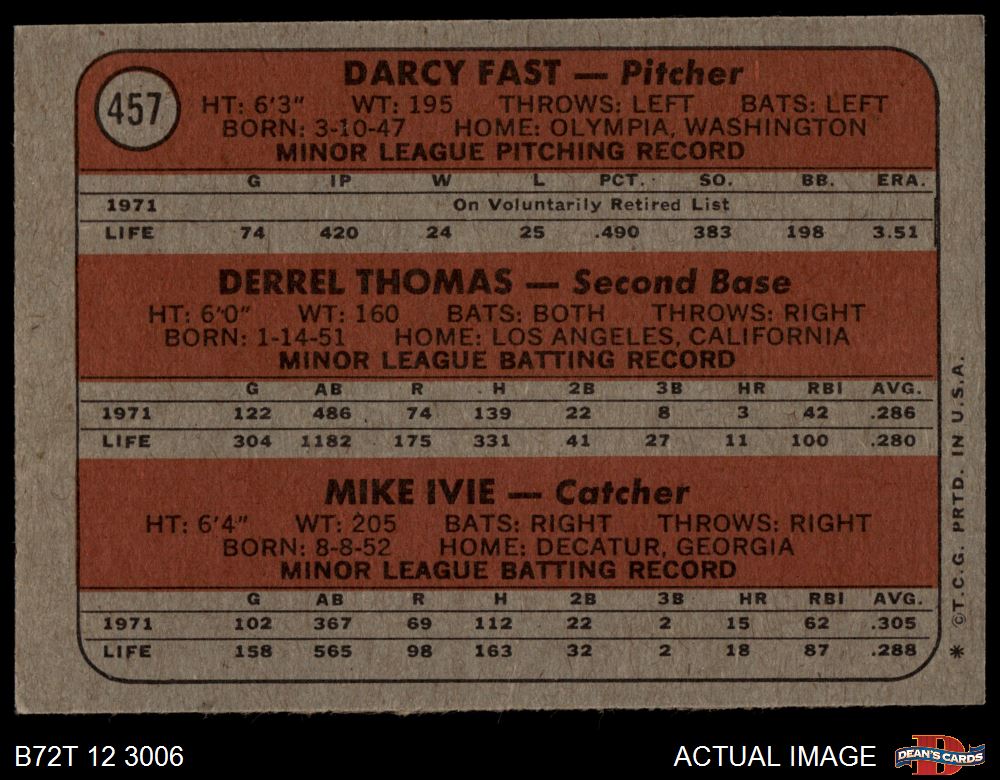 457
DARCY FAST — Pitcher
HT: 6'3" WT: 195 THROWS: LEFT BATS: LEFT
BORN: 3-10-47 HOME: OLYMPIA, WASHINGTON
MINOR LEAGUE PITCHING RECORD
G IP W L PCT. SO. BB. ERA.
1971 On Voluntarily Retired List
LIFE 74 420 24 25 .490 383 198 3.51
DERREL THOMAS — Second Base
HT: 6'0" WT: 160 BATS: BOTH THROWS: RIGHT
BORN: 1-14-51 HOME: LOS ANGELES, CALIFORNIA
MINOR LEAGUE BATTING RECORD
G AB R H 2B 3B HR RBI AVG.
1971 122 486 74 139 22 8 3 42 .286
LIFE 304 1182 175 331 41 27 11 100 .280
MIKE IVIE — Catcher
HT: 6'4" WT: 205 BATS: RIGHT THROWS: RIGHT
BORN: 8-8-52 HOME: DECATUR, GEORGIA
MINOR LEAGUE BATTING RECORD
G AB R H 2B 3B HR RBI AVG.
1971 102 367 69 112 22 2 15 62 .305
LIFE 158 565 98 163 32 2 18 87 .288
* ©T.C.G. PRTD. IN U.S.A.
B72T 12 3006
ACTUAL IMAGE
D
DEAN'S CARDS